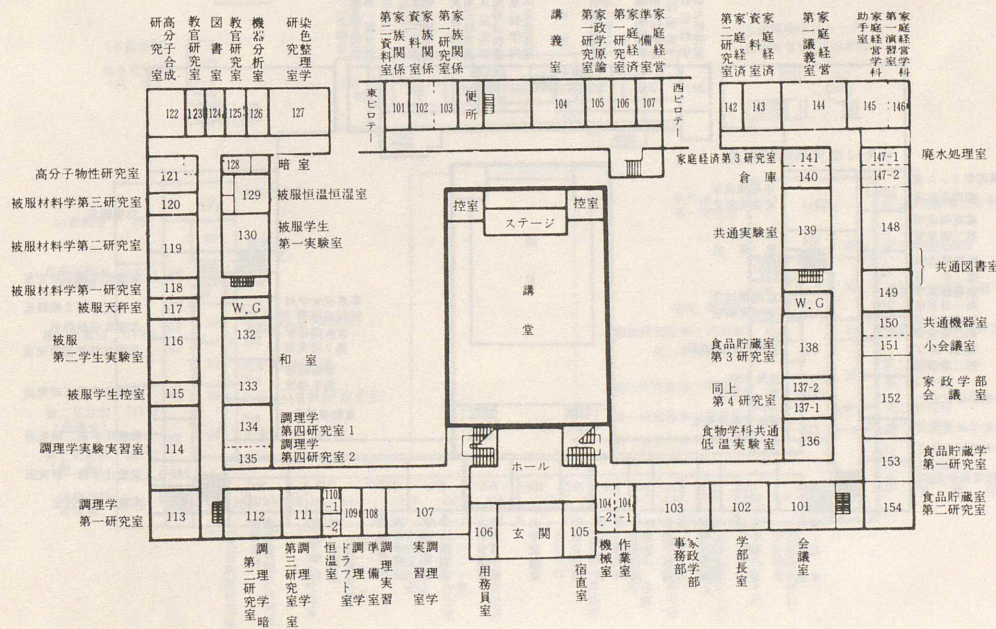 高分子合成
研究室
教官研究室
図書室
教官研究室
機器分析室
染色整理学
研究室
家族関係
第二資料室
家族関係
資料室
家族関係
第一研究室
講義室
家政学原論
第一研究室
家庭経済
第一研究室
家庭経営
準備室
家庭経済
第二研究室
家庭経済
資料室
家庭経営
第一講義室
家庭経営学科
助手室
家庭経営学科
第一演習室
122
123
124
125
126
127
東ピロテー
101
102
103
便所
104
105
106
107
西ピロテー
142
143
144
145
146
128
暗室
高分子物性研究室
121
129
被服恒温恒湿室
被服材料学第三研究室
120
被服材料学第二研究室
119
130
被服学生
第一実験室
被服材料学第一研究室
118
被服天秤室
117
W.G
被服
第二学生実験室
116
132
和室
133
被服学生控室
115
134
調理学
第四研究室1
調理学実験実習室
114
135
調理学
第四研究室2
控室
控室
ステージ
講堂
ホール
家庭経済第3研究室
141
倉庫
140
共通実験室
139
W.G
食品貯蔵室
第3研究室
138
同上
第4研究室
137-2
137-1
食物学科共通
低温実験室
136
147-1
廃水処理室
147-2
148
共通図書室
149
150
共通機器室
151
小会議室
152
家政学部
会議室
153
食品貯蔵学
第一研究室
154
食品貯蔵室
第二研究室
調理学
第一研究室
113
112
111
110
-1
-2
109
108
107
106
玄関
105
104
-2
104
-1
103
102
101
調理学暗室
第二研究室
調理学
第三研究室
恒温室
調理学
ドラフト室
調理実習
準備室
調理学
実習室
用務員室
宿直室
機械室
作業室
家政学部
事務部
学部長室
会議室